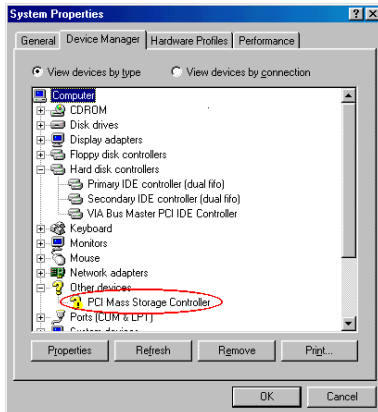 System Properties
General Device Manager Hardware Profiles Performance
View devices by type View devices by connection
Computer
CDROM
Disk drives
Display adapters
Floppy disk controllers
Hard disk controllers
Primary IDE controller (dual fifo)
Secondary IDE controller (dual fifo)
VIA Bus Master PCI IDE Controller
Keyboard
Monitors
Mouse
Network adapters
Other devices
PCI Mass Storage Controller
Ports (COM & LPT)
System devices
Properties Refresh Remove Print...
OK Cancel